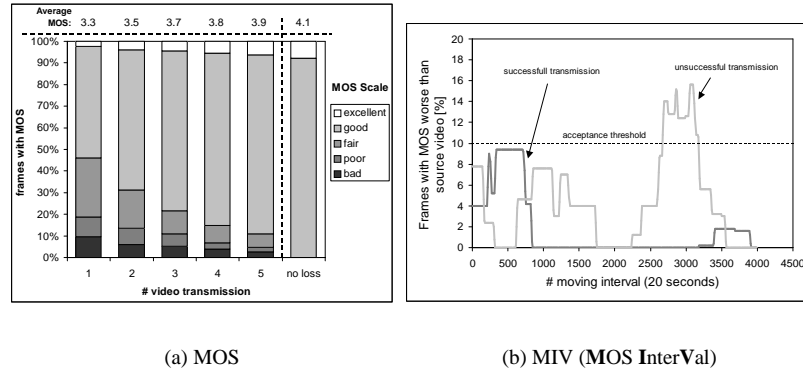 Average
MOS: 3.3 3.5 3.7 3.8 3.9 4.1
100%
90%
80%
70%
60%
50%
40%
30%
20%
10%
0%
frames with MOS
1 2 3 4 5 no loss
# video transmission
MOS Scale
excellent
good
fair
poor
bad
20
18
16
14
12
10
8
6
4
2
0
Frames with MOS worse than
source video [%]
successfull transmission
unsuccessful transmission
acceptance threshold
0 500 1000 1500 2000 2500 3000 3500 4000 4500
# moving interval (20 seconds)
(a) MOS
(b) MIV (MOS InterVal)